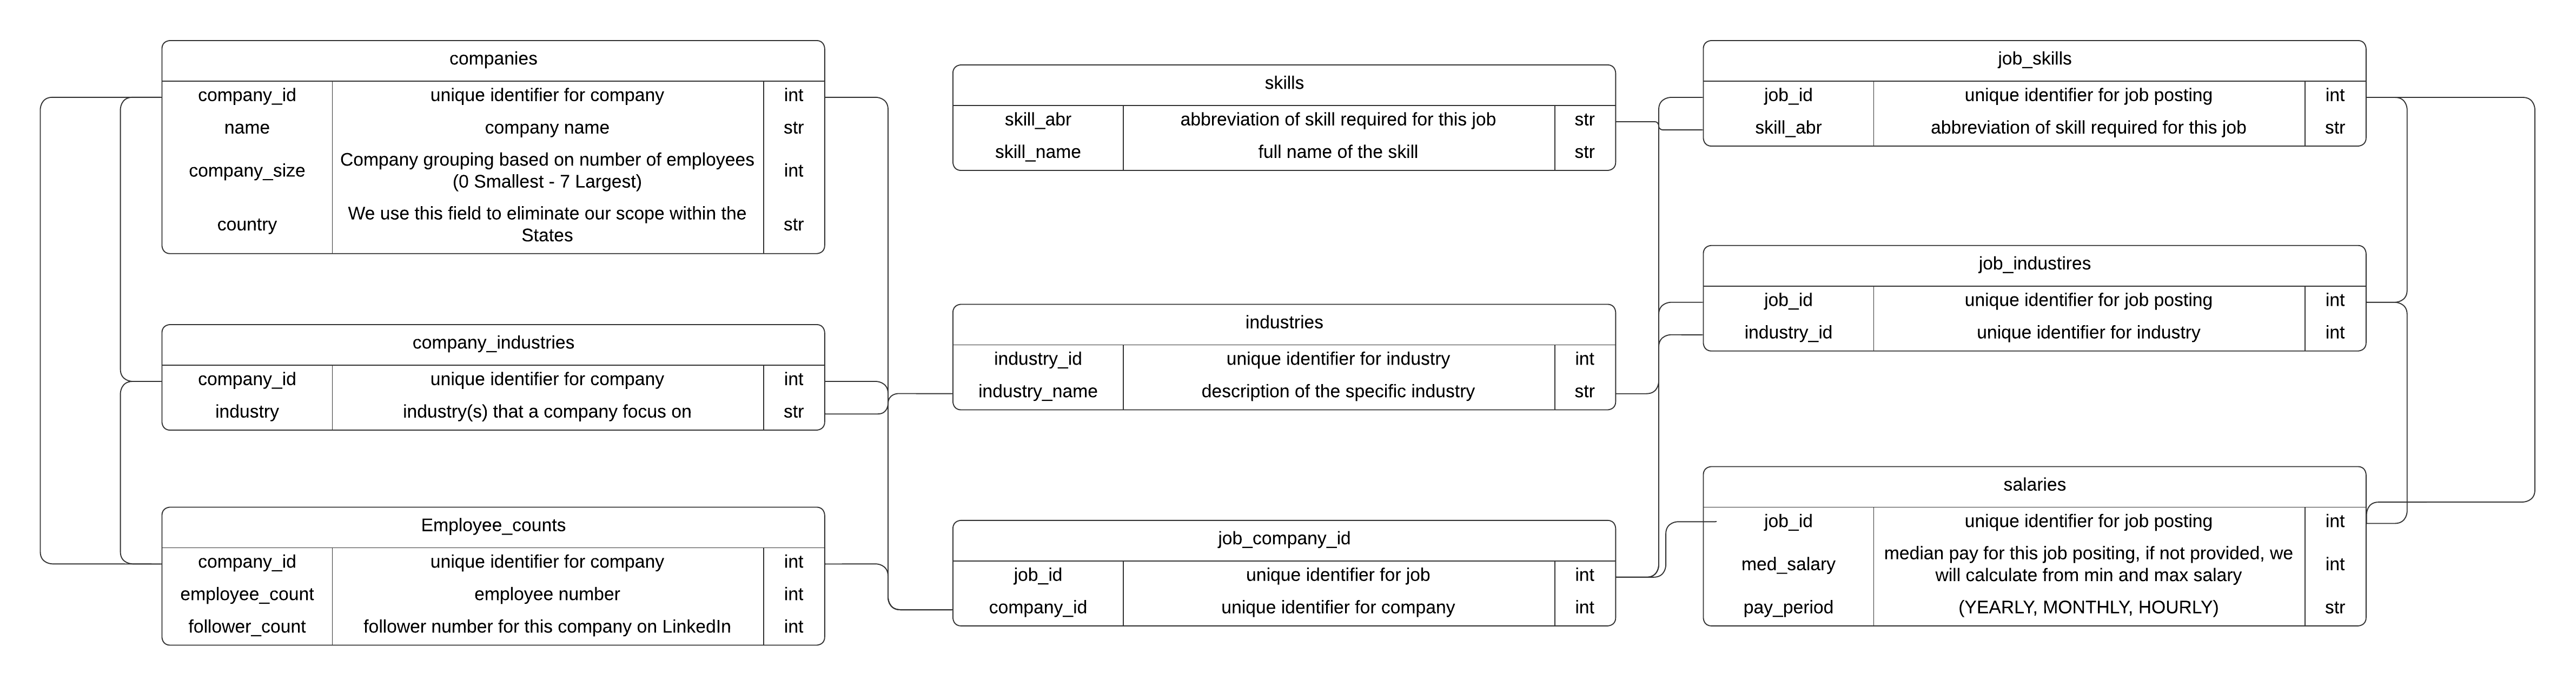 companies
company_id unique identifier for company int
name company name str
company_size Company grouping based on number of employees (0 Smallest - 7 Largest) int
country We use this field to eliminate our scope within the States str
company_industries
company_id unique identifier for company int
industry industry(s) that a company focus on str
Employee_counts
company_id unique identifier for company int
employee_count employee number int
follower_count follower number for this company on LinkedIn int
skills
skill_abr abbreviation of skill required for this job str
skill_name full name of the skill str
industries
industry_id unique identifier for industry int
industry_name description of the specific industry str
job_company_id
job_id unique identifier for job int
company_id unique identifier for company int
job_skills
job_id unique identifier for job posting int
skill_abr abbreviation of skill required for this job str
job_industires
job_id unique identifier for job posting int
industry_id unique identifier for industry int
salaries
job_id unique identifier for job posting int
med_salary median pay for this job positing, if not provided, we will calculate from min and max salary int
pay_period (YEARLY, MONTHLY, HOURLY) str